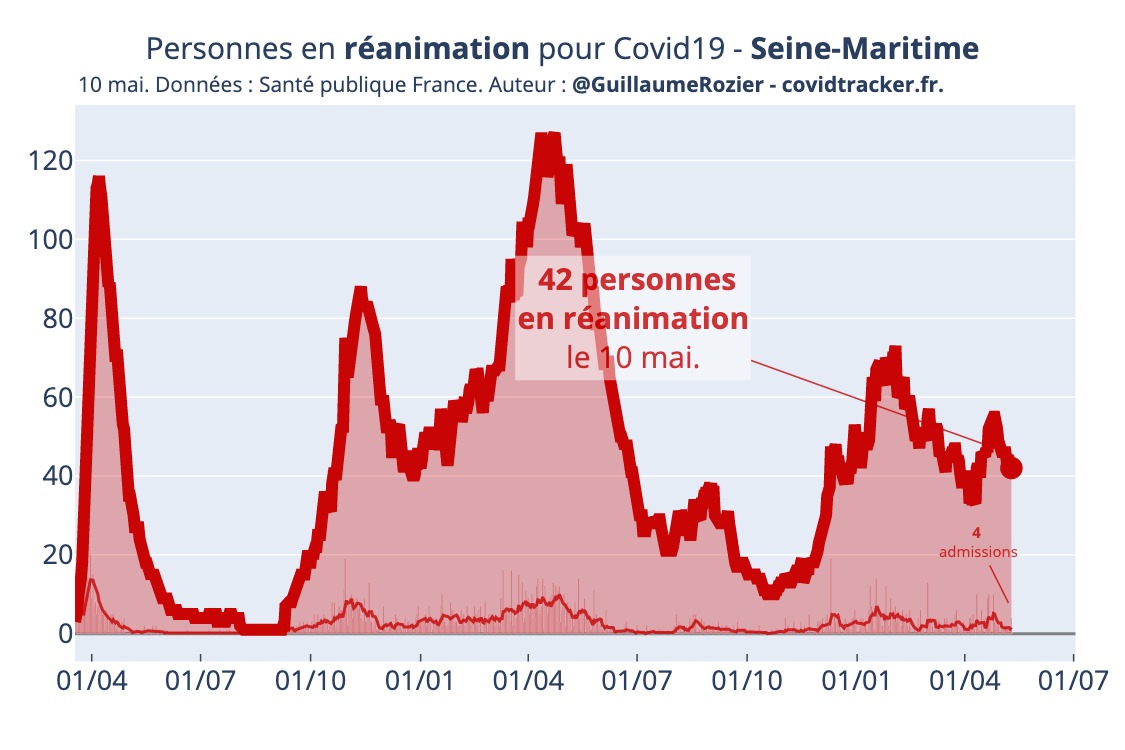 Personnes en réanimation pour Covid19 - Seine-Maritime
10 mai. Données : Santé publique France. Auteur : @GuillaumeRozier - covidtracker.fr.
120
100
80
60
40
20
0
42 personnes
en réanimation
le 10 mai.
4
admissions
01/04 01/07 01/10 01/01 01/04 01/07 01/10 01/01 01/04 01/07